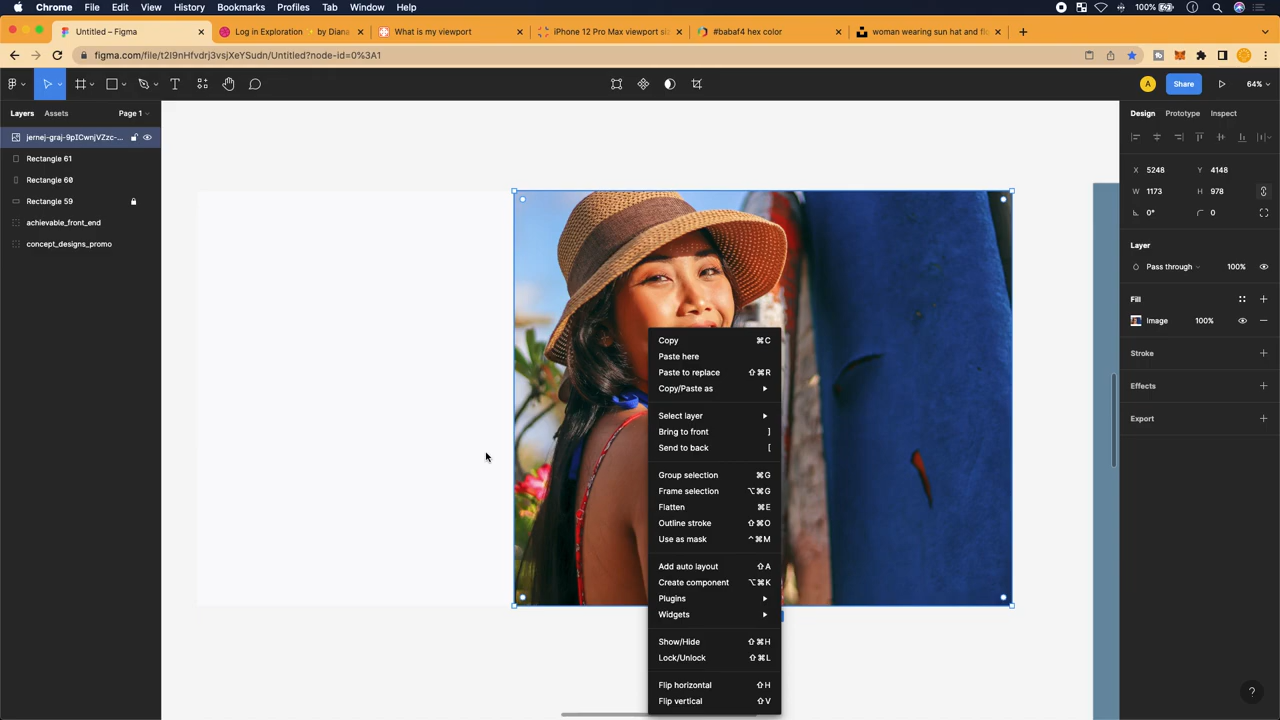 Chrome File Edit View History Bookmarks Profiles Tab Window Help 100%
Untitled – Figma
Log in Exploration ✨ by Diana
What is my viewport
iPhone 12 Pro Max viewport si
#babaf4 hex color
woman wearing sun hat and fl
figma.com/file/t2I9nHfvdrj3vsjXeYSudn/Untitled?node-id=0%3A1
A Share 64%
Layers Assets Page 1
Design Prototype Inspect
jernej-graj-9pICwnjVZzc-...
Rectangle 61
Rectangle 60
Rectangle 59
achievable_front_end
concept_designs_promo
Copy ⌘C
Paste here
Paste to replace ⇧⌘R
Copy/Paste as
Select layer
Bring to front ]
Send to back [
Group selection ⌘G
Frame selection ⌥⌘G
Flatten ⌘E
Outline stroke ⇧⌘O
Use as mask ^⌘M
Add auto layout ⇧A
Create component ⌥⌘K
Plugins
Widgets
Show/Hide ⇧⌘H
Lock/Unlock ⇧⌘L
Flip horizontal ⇧H
Flip vertical ⇧V
X 5248 Y 4148
W 1173 H 978
0° 0
Layer
Pass through 100%
Fill
Image 100%
Stroke
Effects
Export
?